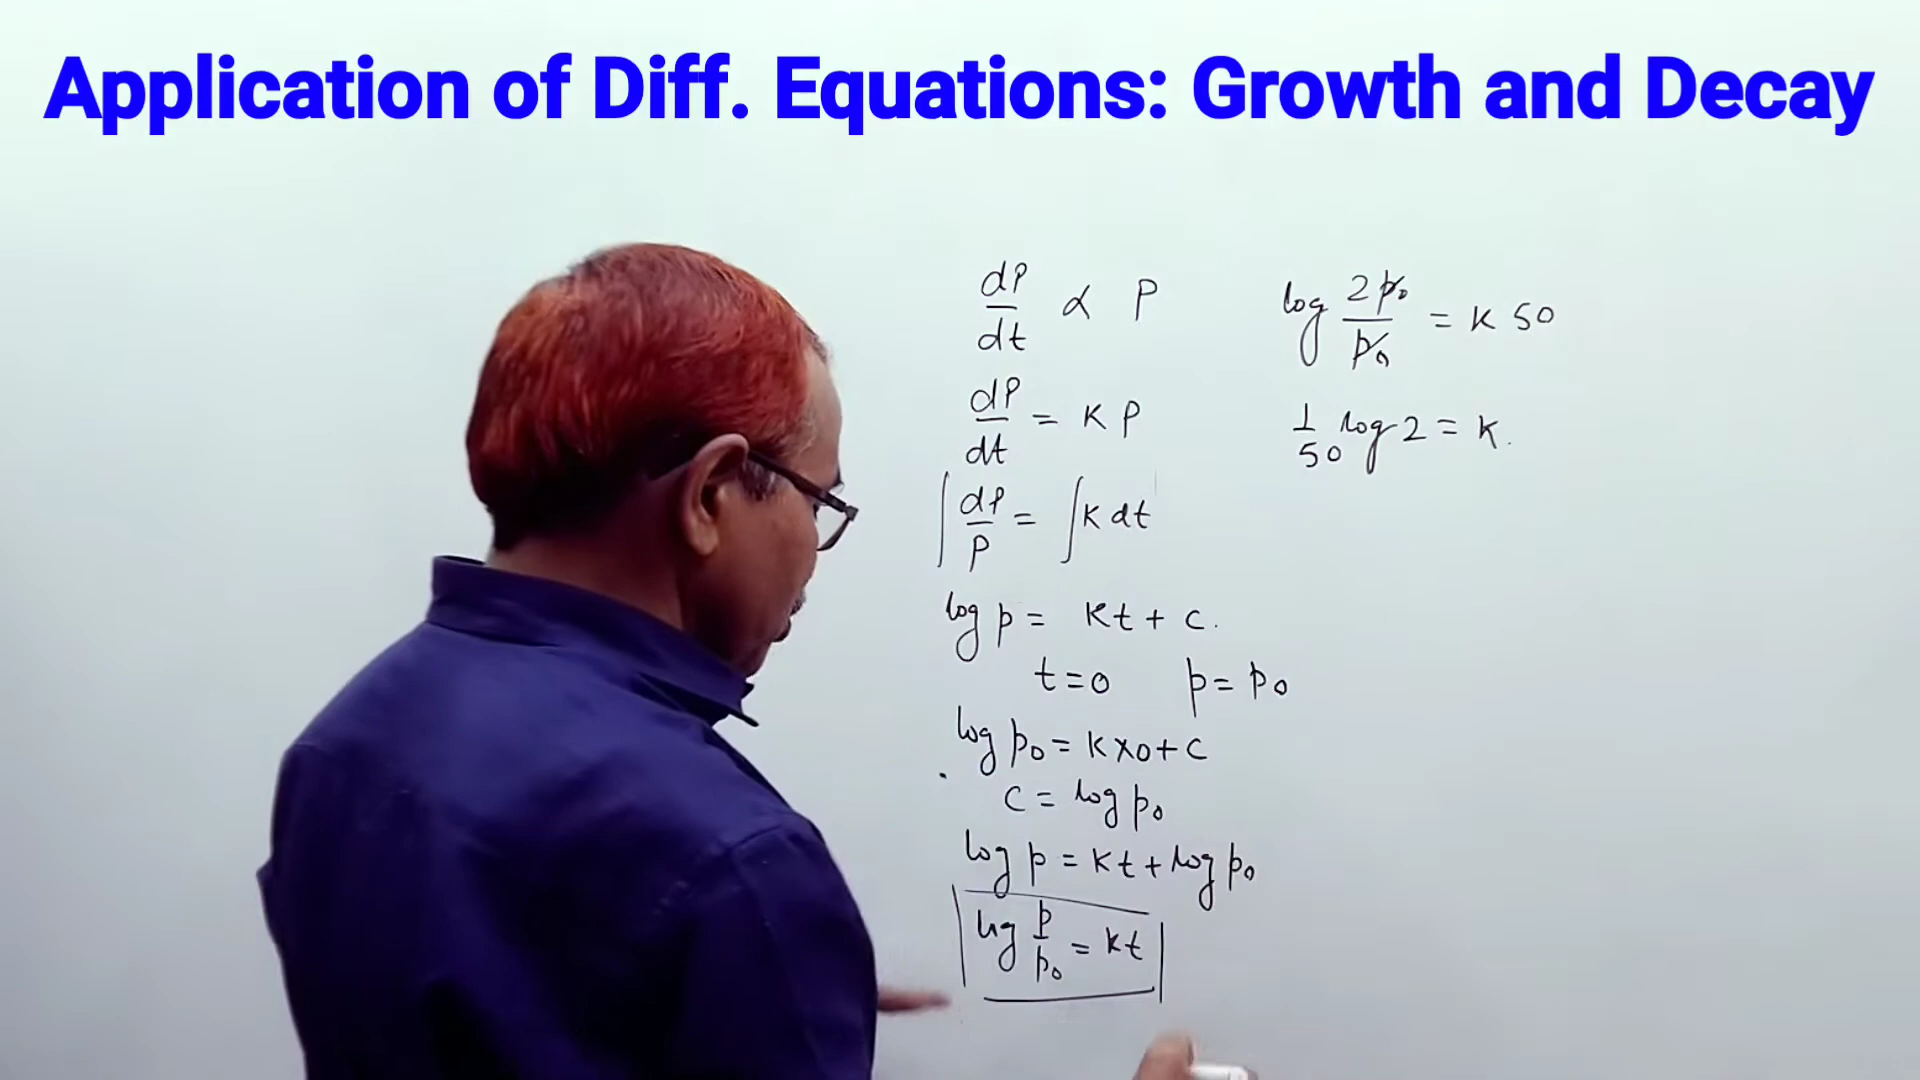 Application of Diff. Equations: Growth and Decay
dP/dt ∝ P
dP/dt = K P
∫ dP/P = ∫ K dt
log p = Kt + c.
t = 0 p = p₀
log p₀ = K × 0 + c
c = log p₀
log p = Kt + log p₀
log p/p₀ = Kt
log 2p₀/p₀ = K 50
1/50 log 2 = K.